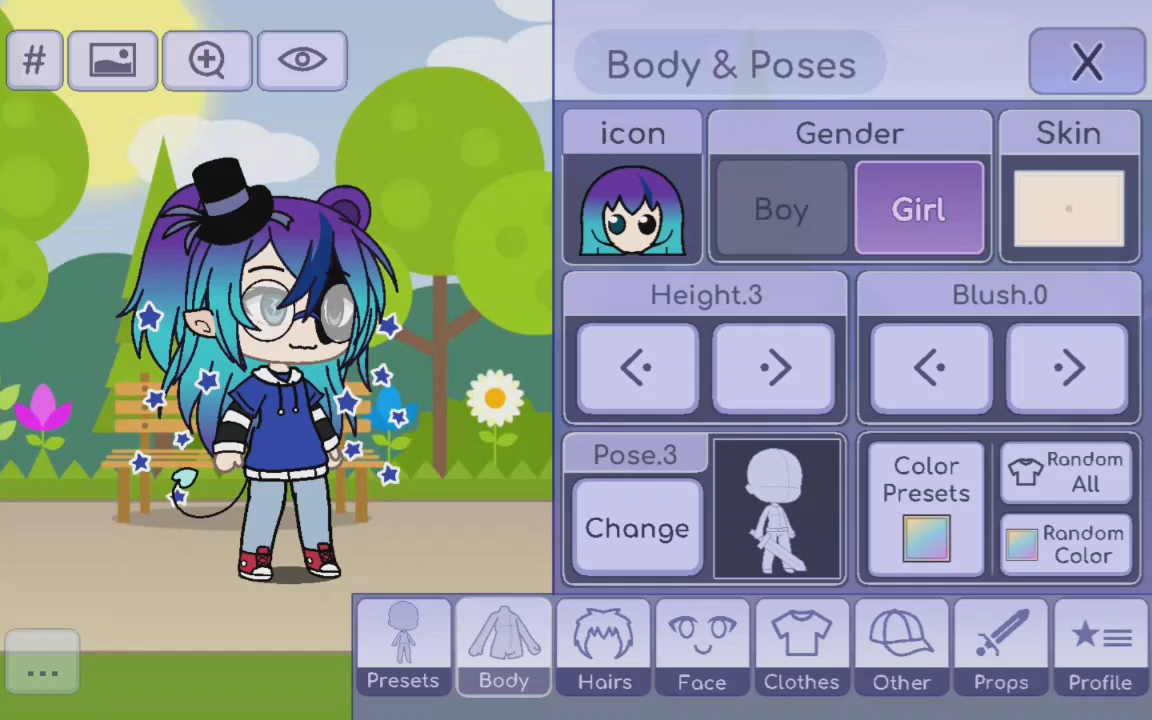 #
Body & Poses
X
icon
Gender
Skin
Boy
Girl
Height.3
Blush.0
Pose.3
Change
Color
Presets
Random
All
Random
Color
...
Presets
Body
Hairs
Face
Clothes
Other
Props
Profile